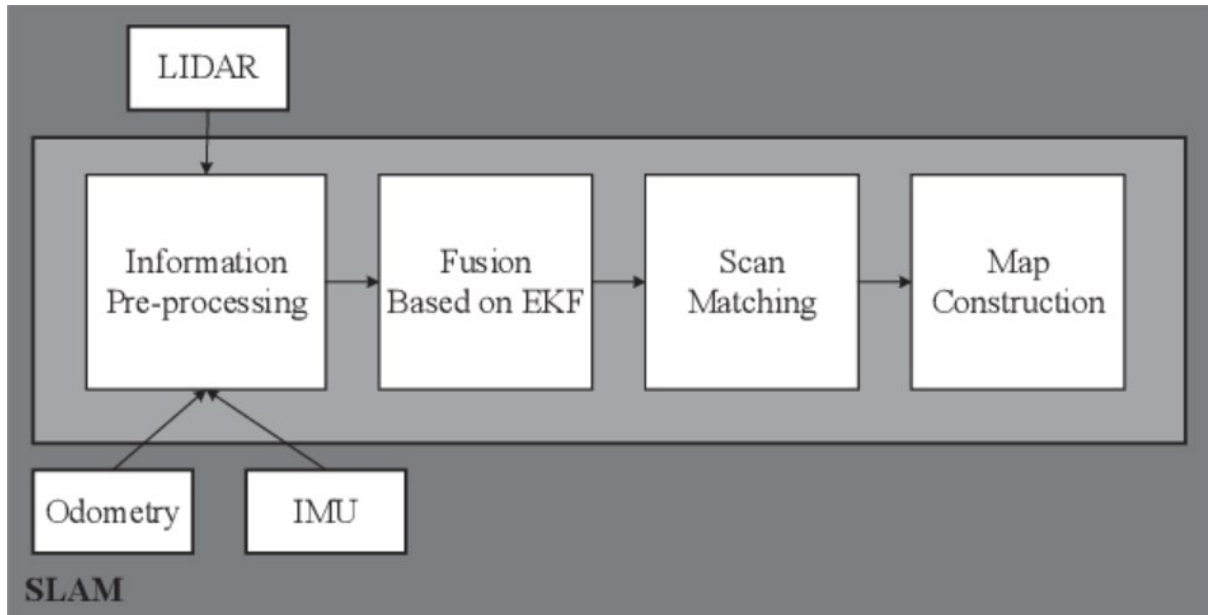 LIDAR
Information
Pre-processing
Fusion
Based on EKF
Scan
Matching
Map
Construction
Odometry
IMU
SLAM